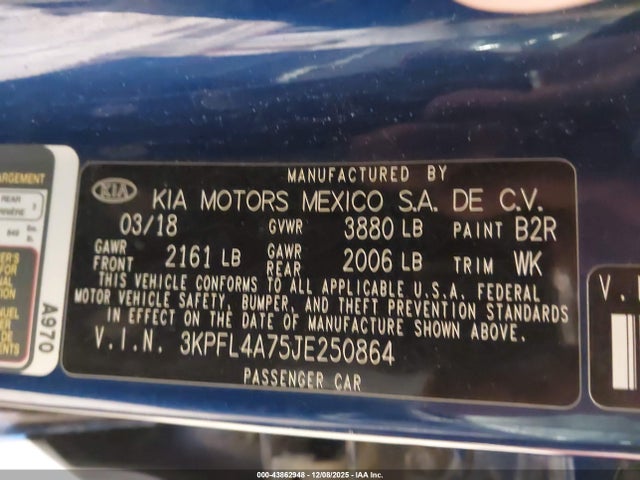 MANUFACTURED BY
KIA KIA MOTORS MEXICO S.A. DE C.V.
03/18 GVWR 3880 LB PAINT B2R
GAWR FRONT 2161 LB GAWR REAR 2006 LB TRIM WK
THIS VEHICLE CONFORMS TO ALL APPLICABLE U.S.A. FEDERAL
MOTOR VEHICLE SAFETY, BUMPER, AND THEFT PREVENTION STANDARDS
IN EFFECT ON THE DATE OF MANUFACTURE SHOWN ABOVE.
V.I.N. 3KPFL4A75JE250864
PASSENGER CAR
A970
REAR
V.I
000-43862948 - 12/08/2025 - IAA Inc.